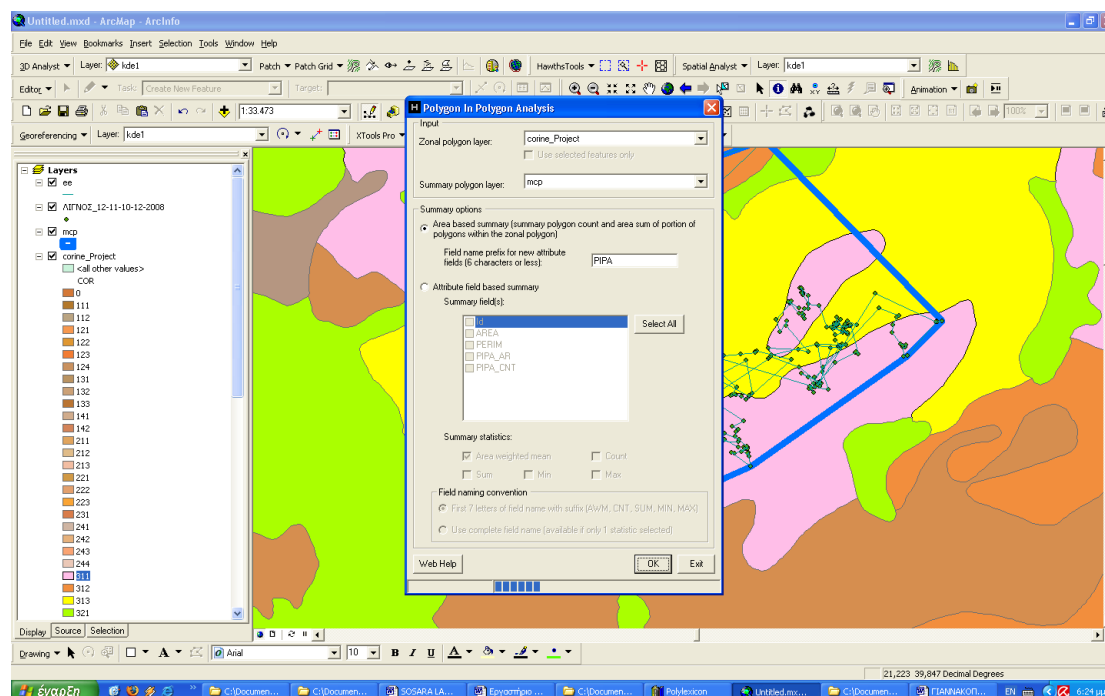 Untitled.mxd - ArcMap - ArcInfo
File Edit View Bookmarks Insert Selection Tools Window Help
3D Analyst Layer: kde1 Patch Patch Grid HawthsTools Spatial Analyst Layer: kde1
Editor Task: Create New Feature Target: Animation
1:33.473 100%
Georeferencing Layer: kde1 XTools Pro
Layers
ee
ΛΙΓΝΟΣ_12-11-10-12-2008
mcp
corine_Project
<all other values>
COR
0
111
112
121
122
123
124
131
132
133
141
142
211
212
213
221
222
223
231
241
242
243
244
311
312
313
321
Display Source Selection
Polygon In Polygon Analysis
Input
Zonal polygon layer: corine_Project
Use selected features only
Summary polygon layer: mcp
Summary options
Area based summary (summary polygon count and area sum of portion of
polygons within the zonal polygon)
Field name prefix for new attribute
fields (6 characters or less): PIPA
Attribute field based summary
Summary field(s):
Id
AREA
PERIM
PIPA_AR
PIPA_CNT
Select All
Summary statistics:
Area weighted mean Count
Sum Min Max
Field naming convention
First 7 letters of field name with suffix (AWM, CNT, SUM, MIN, MAX)
Use complete field name (available if only 1 statistic selected)
Web Help OK Exit
Drawing A Arial 10 B I U A
21,223 39,847 Decimal Degrees
έναρξη C:\Documen... C:\Documen... SOSARA LA... Εργαστήριο ... C:\Documen... Polylexicon Untitled.mx... C:\Documen... ΓΙΑΝΝΑΚΟΠ... EN 6:24 μμ